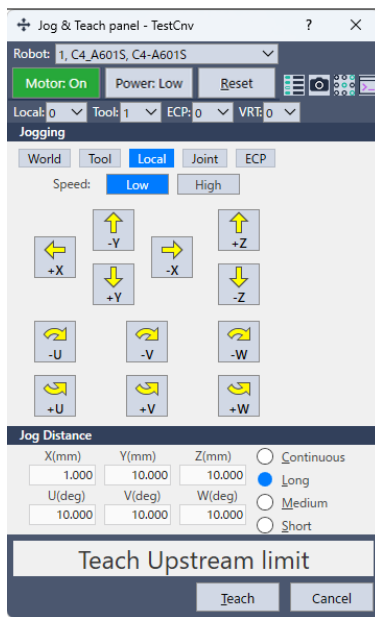 Jog & Teach panel - TestCnv ? ×
Robot: 1, C4_A601S, C4-A601S
Motor: On Power: Low Reset
Local: 0 Tool: 1 ECP: 0 VRT: 0
Jogging
World Tool Local Joint ECP
Speed: Low High
-Y +Z
+X -X
+Y -Z
-U -V -W
+U +V +W
Jog Distance
X(mm) Y(mm) Z(mm) Continuous
1.000 10.000 10.000 Long
U(deg) V(deg) W(deg) Medium
10.000 10.000 10.000 Short
Teach Upstream limit
Teach Cancel